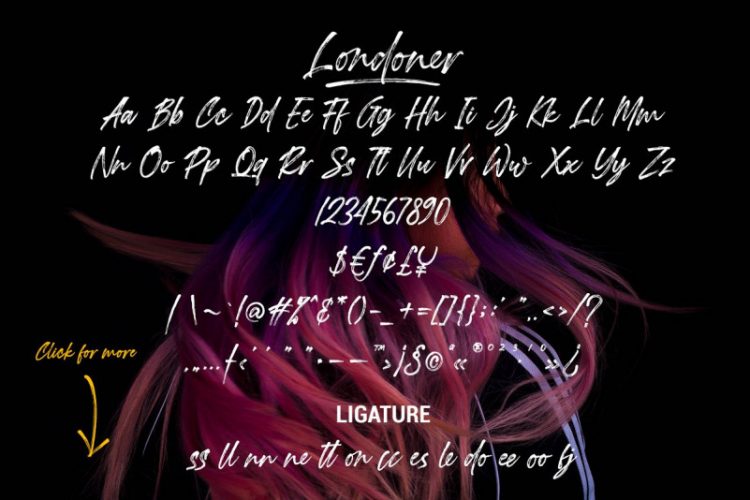 Londoner
Aa Bb Cc Dd Ee Ff Gg Hh Ii Jj Kk Ll Mm
Nn Oo Pp Qq Rr Ss Tt Uu Vv Ww Xx Yy Zz
1234567890
$€ƒ¢£¥
/ \ ~ ` ! @ # % ^ & * ( ) - _ + = [ ] { } ; : ' " , . < > / ?
Click for more
LIGATURE
ss ll nn ne tt on cc es le do ee oo fj